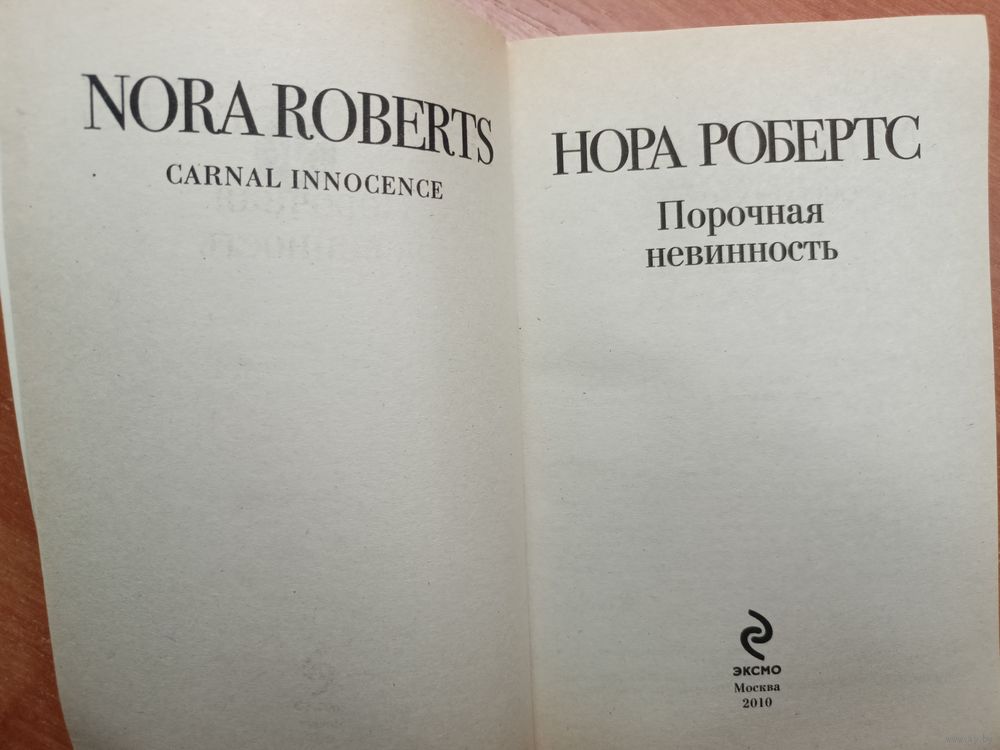 NORA ROBERTS
CARNAL INNOCENCE
НОРА РОБЕРТС
Порочная
невинность
ЭКСМО
Москва
2010